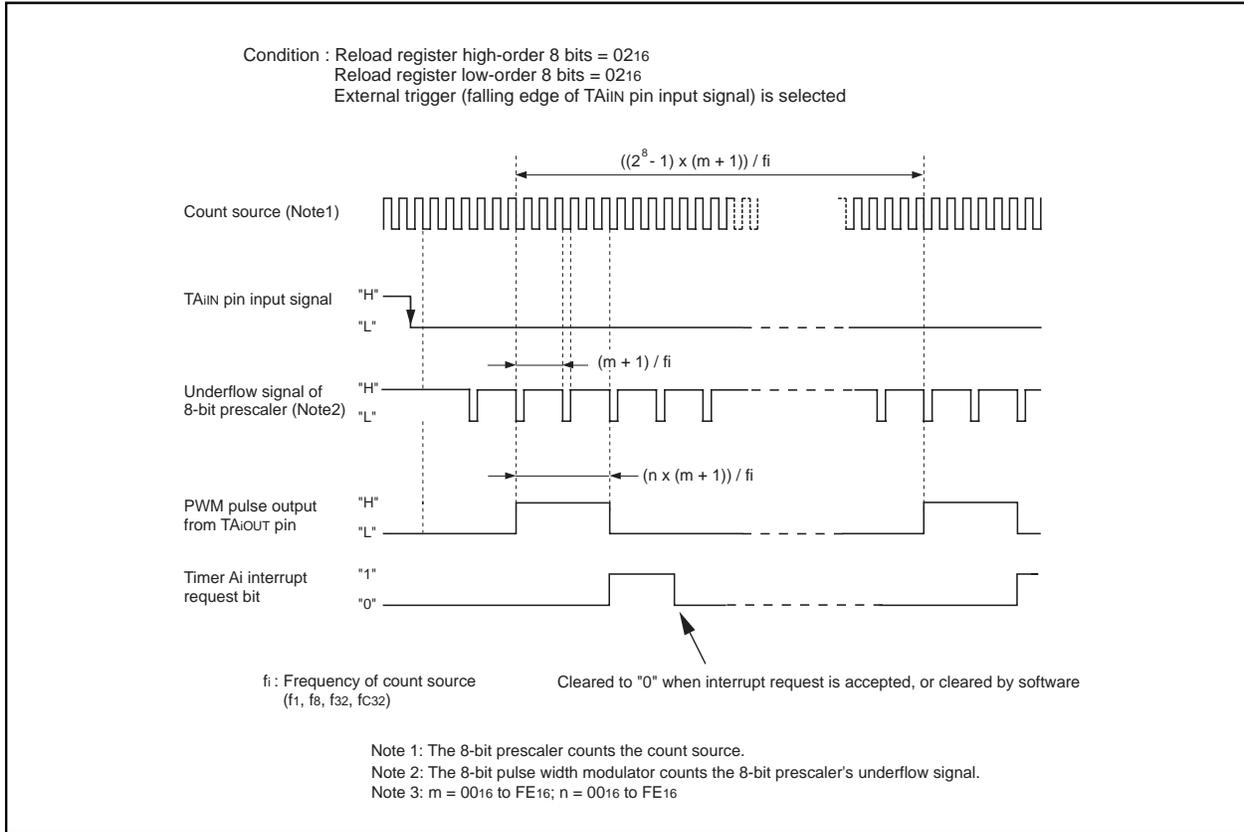 Condition : Reload register high-order 8 bits = 0216
Reload register low-order 8 bits = 0216
External trigger (falling edge of TAiIN pin input signal) is selected
((2^8 - 1) x (m + 1)) / fi
Count source (Note1)
TAiIN pin input signal
"H"
"L"
(m + 1) / fi
Underflow signal of
8-bit prescaler (Note2)
"H"
"L"
(n x (m + 1)) / fi
PWM pulse output
from TAiOUT pin
"H"
"L"
Timer Ai interrupt
request bit
"1"
"0"
fi : Frequency of count source
(f1, f8, f32, fC32)
Cleared to "0" when interrupt request is accepted, or cleared by software
Note 1: The 8-bit prescaler counts the count source.
Note 2: The 8-bit pulse width modulator counts the 8-bit prescaler's underflow signal.
Note 3: m = 0016 to FE16; n = 0016 to FE16